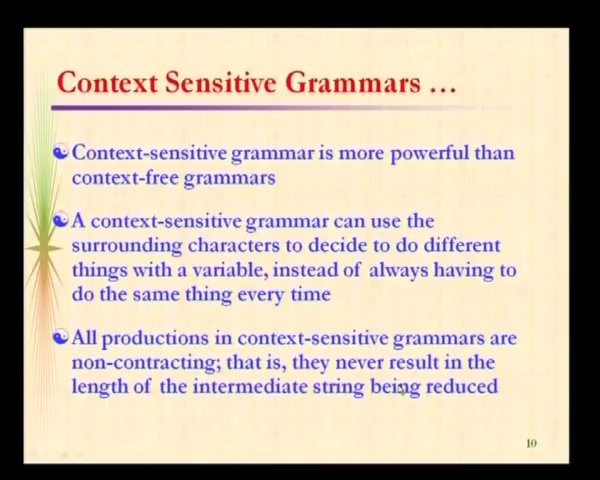 Context Sensitive Grammars …
Context-sensitive grammar is more powerful than
context-free grammars
A context-sensitive grammar can use the
surrounding characters to decide to do different
things with a variable, instead of always having to
do the same thing every time
All productions in context-sensitive grammars are
non-contracting; that is, they never result in the
length of the intermediate string being reduced
10